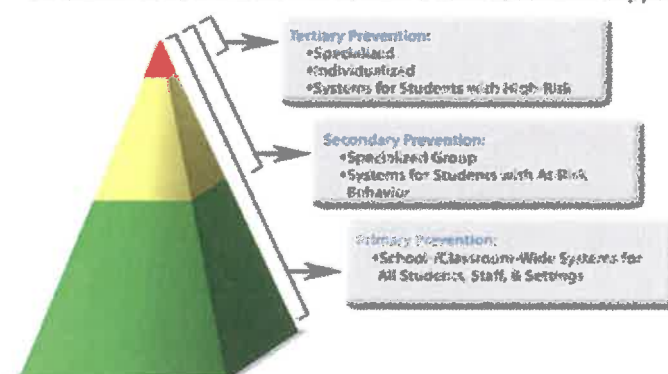 Tertiary Prevention:
•Specialized
•Individualized
•Systems for Students with High-Risk
Secondary Prevention:
•Specialized Group
•Systems for Students with At-Risk
Behavior
Primary Prevention:
•School-/Classroom-Wide Systems for
All Students, Staff, & Settings